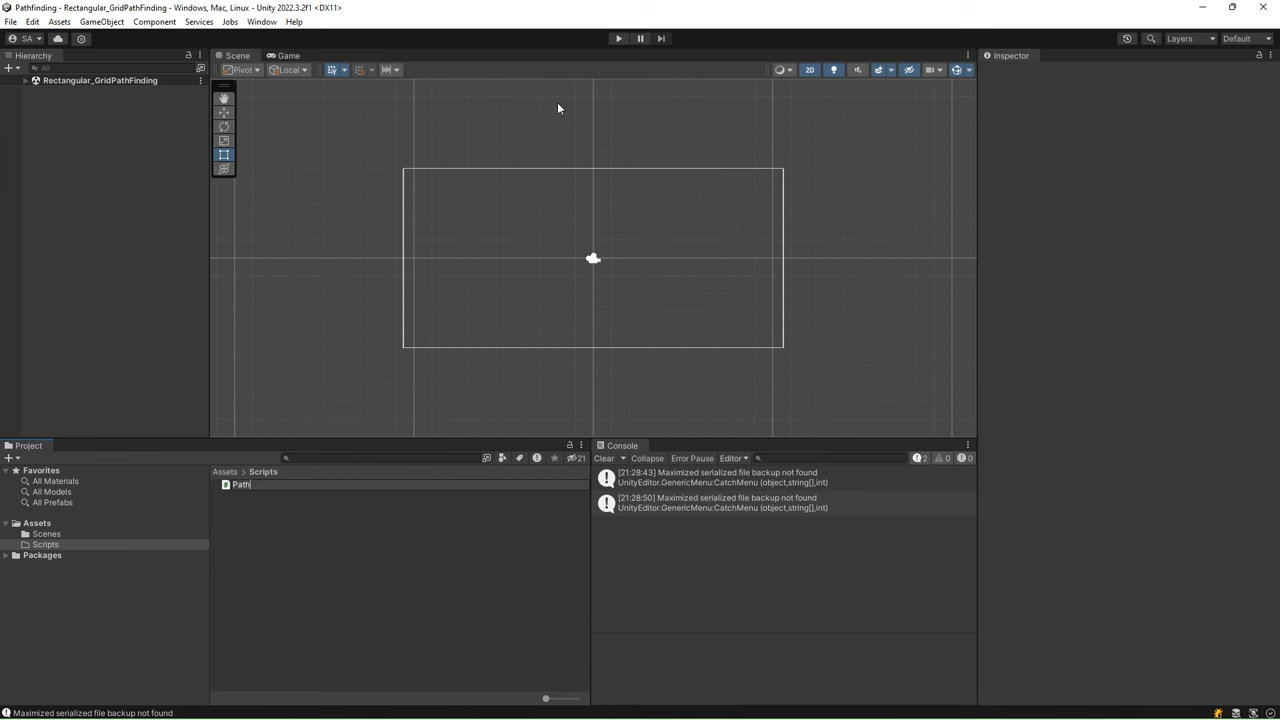 Pathfinding - Rectangular_GridPathFinding - Windows, Mac, Linux - Unity 2022.3.2f1 <DX11>
File Edit Assets GameObject Component Services Jobs Window Help
SA Layers Default
Hierarchy Scene Game Inspector
All Pivot Local 2D
Rectangular_GridPathFinding
Project Console
21 Clear Collapse Error Pause Editor 2 0 0
Favorites
All Materials
All Models
All Prefabs
Assets
Scenes
Scripts
Packages
Assets > Scripts
Path
[21:28:43] Maximized serialized file backup not found
UnityEditor.GenericMenu:CatchMenu (object,string[],int)
[21:28:50] Maximized serialized file backup not found
UnityEditor.GenericMenu:CatchMenu (object,string[],int)
Maximized serialized file backup not found